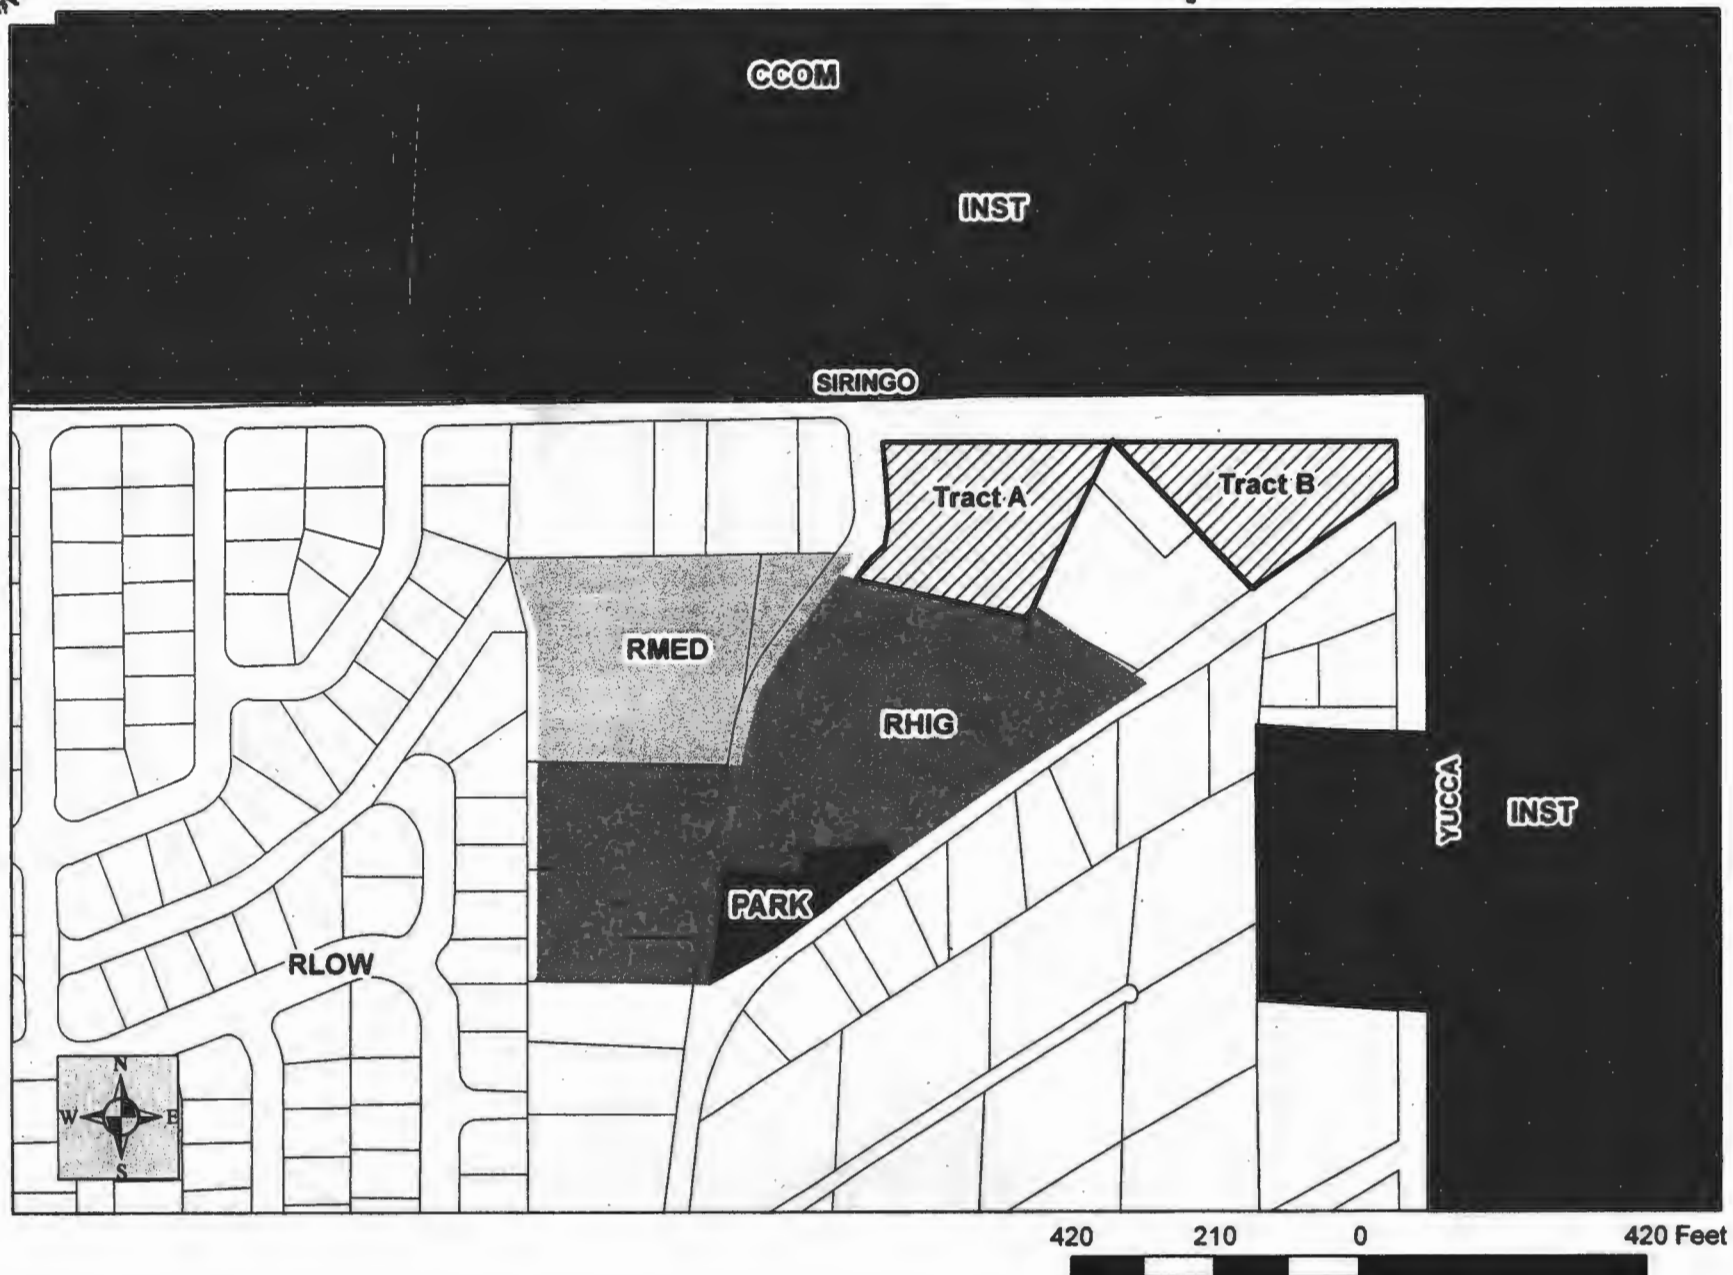 CCOM
INST
SIRINGO
Tract A
Tract B
RMED
RHIG
YUCCA
INST
PARK
RLOW
N
W E
S
420 210 0 420 Feet